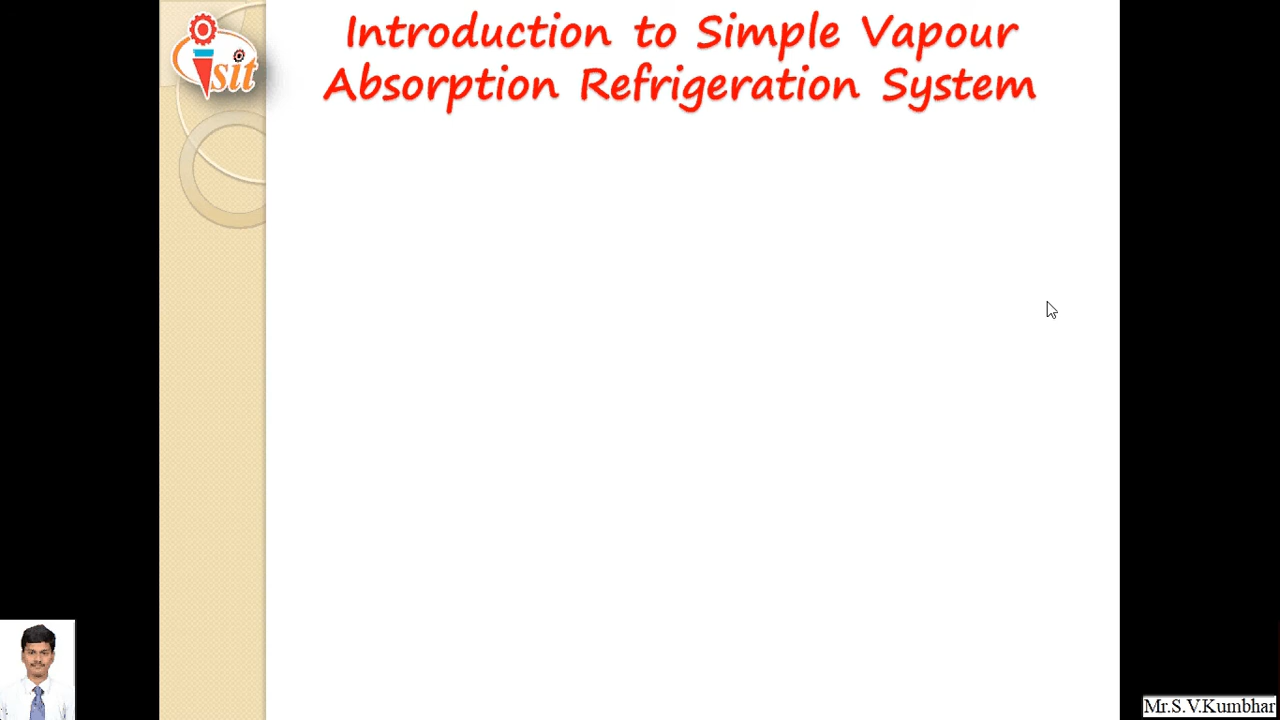 Introduction to Simple Vapour
Absorption Refrigeration System
sit
Mr.S.V.Kumbhar